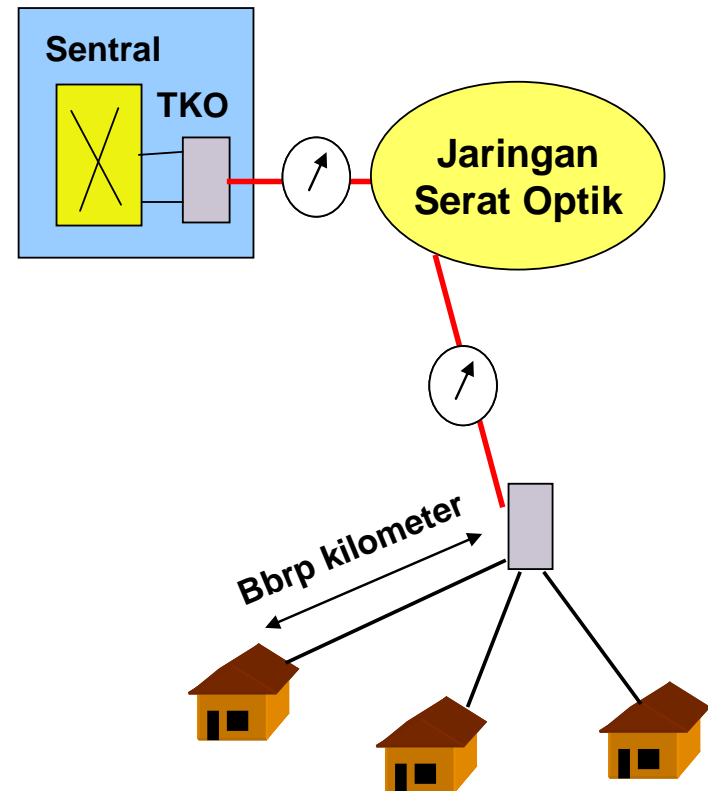 Sentral
TKO
Jaringan
Serat Optik
Bbrp kilometer